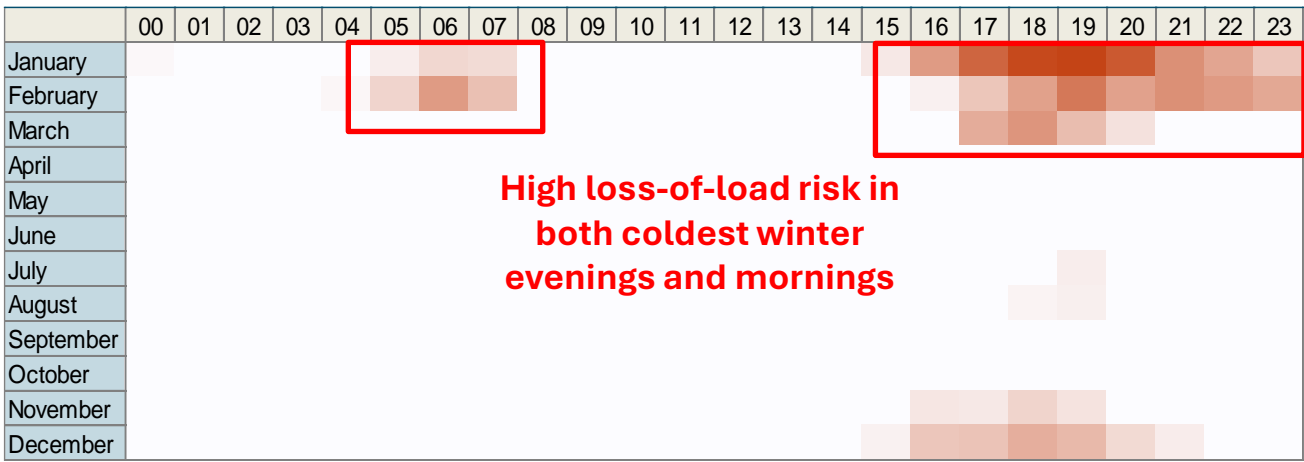 00 01 02 03 04 05 06 07 08 09 10 11 12 13 14 15 16 17 18 19 20 21 22 23
January
February
March
April
May
June
July
August
September
October
November
December
High loss-of-load risk in
both coldest winter
evenings and mornings